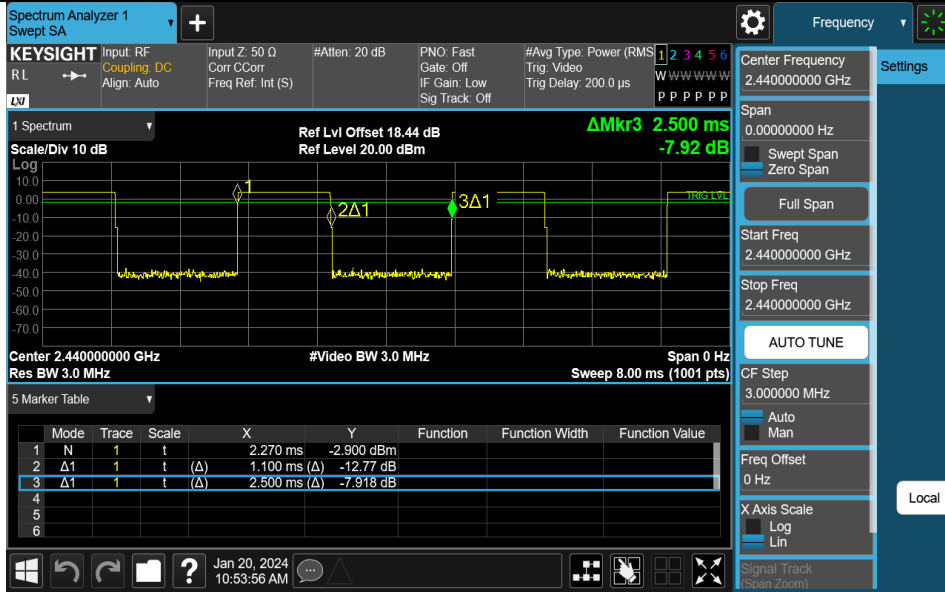 Spectrum Analyzer 1
Swept SA
Frequency
KEYSIGHT
R L
LXI
Input: RF
Coupling: DC
Align: Auto
Input Z: 50 Ω
Corr CCorr
Freq Ref: Int (S)
#Atten: 20 dB
PNO: Fast
Gate: Off
IF Gain: Low
Sig Track: Off
#Avg Type: Power (RMS
Trig: Video
Trig Delay: 200.0 µs
1 2 3 4 5 6
W W W W W W
P P P P P P
1 Spectrum
Scale/Div 10 dB
Ref Lvl Offset 18.44 dB
Ref Level 20.00 dBm
ΔMkr3 2.500 ms
-7.92 dB
Log
10.0
0.00
-10.0
-20.0
-30.0
-40.0
-50.0
-60.0
-70.0
1
2Δ1
3Δ1
TRIG LVL
Center 2.440000000 GHz
#Video BW 3.0 MHz
Span 0 Hz
Res BW 3.0 MHz
Sweep 8.00 ms (1001 pts)
5 Marker Table
Mode Trace Scale X Y Function Function Width Function Value
1 N 1 t 2.270 ms -2.900 dBm
2 Δ1 1 t (Δ) 1.100 ms (Δ) -12.77 dB
3 Δ1 1 t (Δ) 2.500 ms (Δ) -7.918 dB
4
5
6
?
Jan 20, 2024
10:53:56 AM
Center Frequency
2.440000000 GHz
Span
0.00000000 Hz
Swept Span
Zero Span
Full Span
Start Freq
2.440000000 GHz
Stop Freq
2.440000000 GHz
AUTO TUNE
CF Step
3.000000 MHz
Auto
Man
Freq Offset
0 Hz
X Axis Scale
Log
Lin
Signal Track
(Span Zoom)
Settings
Local